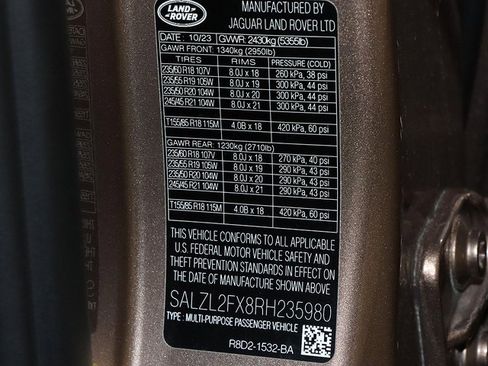 LAND
ROVER
MANUFACTURED BY
JAGUAR LAND ROVER LTD
DATE : 10/23 GVWR: 2430kg (5355lb)
GAWR FRONT: 1340kg (2950lb)
TIRES RIMS PRESSURE (COLD)
235/60 R18 107V 8.0J x 18 260 kPa, 38 psi
235/55 R19 105W 8.0J x 19 300 kPa, 44 psi
235/50 R20 104W 8.0J x 20 300 kPa, 44 psi
245/45 R21 104W 8.0J x 21 300 kPa, 44 psi
T155/85 R18 115M 4.0B x 18 420 kPa, 60 psi
GAWR REAR: 1230kg (2710lb)
235/60 R18 107V 8.0J x 18 270 kPa, 40 psi
235/55 R19 105W 8.0J x 19 290 kPa, 43 psi
235/50 R20 104W 8.0J x 20 290 kPa, 43 psi
245/45 R21 104W 8.0J x 21 290 kPa, 43 psi
T155/85 R18 115M 4.0B x 18 420 kPa, 60 psi
THIS VEHICLE CONFORMS TO ALL APPLICABLE
U.S. FEDERAL MOTOR VEHICLE SAFETY AND
THEFT PREVENTION STANDARDS IN EFFECT ON
THE DATE OF MANUFACTURE SHOWN ABOVE.
SALZL2FX8RH235980
TYPE : MULTI-PURPOSE PASSENGER VEHICLE
R8D2-1532-BA